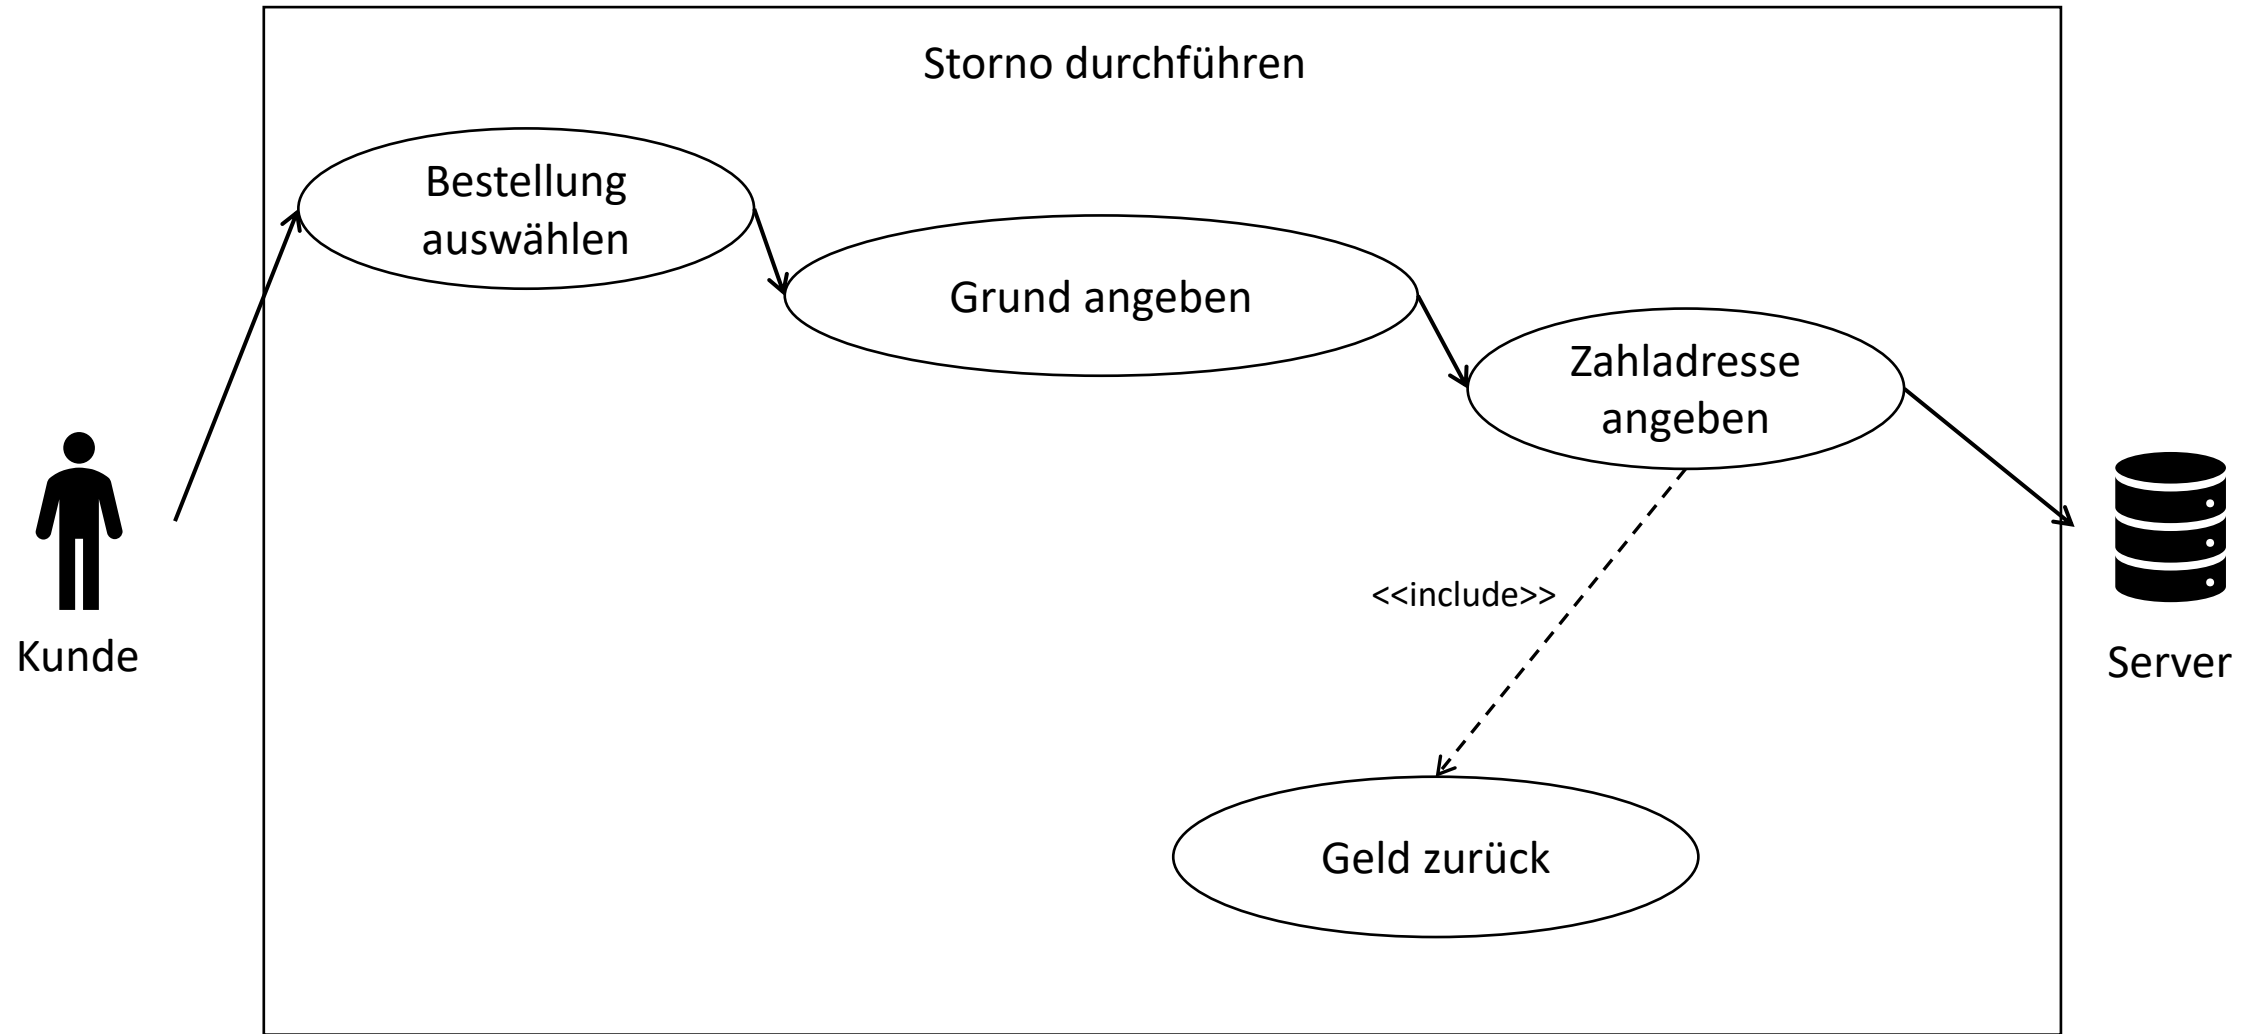 Storno durchführen
Bestellung
auswählen
Grund angeben
Zahladresse
angeben
<<include>>
Kunde
Server
Geld zurück